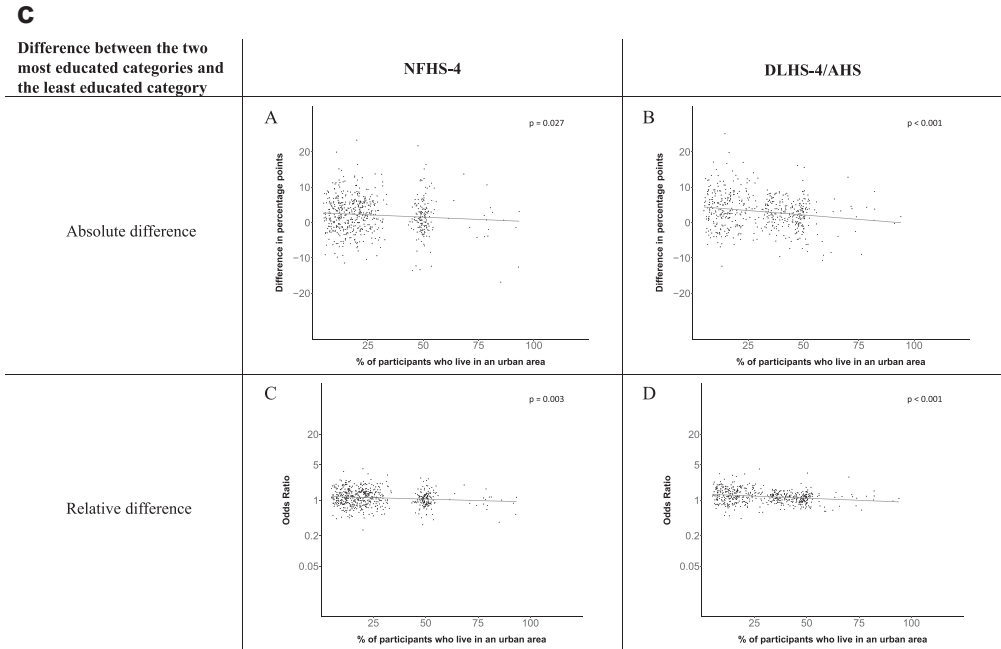 C
Difference between the two
most educated categories and
the least educated category
NFHS-4
DLHS-4/AHS
Absolute difference
A
p = 0.027
Difference in percentage points
20
10
0
−10
−20
25 50 75 100
% of participants who live in an urban area
B
p < 0.001
Difference in percentage points
20
10
0
−10
−20
25 50 75 100
% of participants who live in an urban area
Relative difference
C
p = 0.003
Odds Ratio
20
5
1
0.2
0.05
25 50 75 100
% of participants who live in an urban area
D
p < 0.001
Odds Ratio
20
5
1
0.2
0.05
25 50 75 100
% of participants who live in an urban area